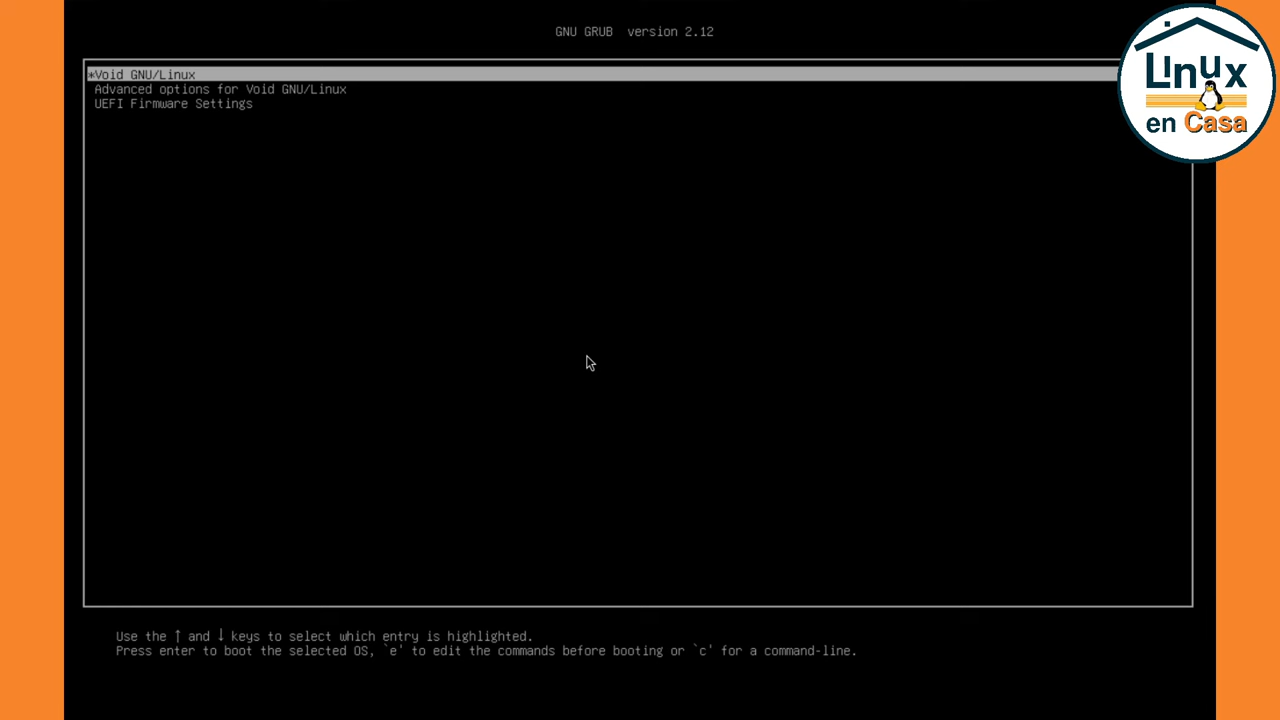 GNU GRUB version 2.12
*Void GNU/Linux
Advanced options for Void GNU/Linux
UEFI Firmware Settings
Linux
en Casa
Use the ↑ and ↓ keys to select which entry is highlighted.
Press enter to boot the selected OS, `e' to edit the commands before booting or `c' for a command-line.